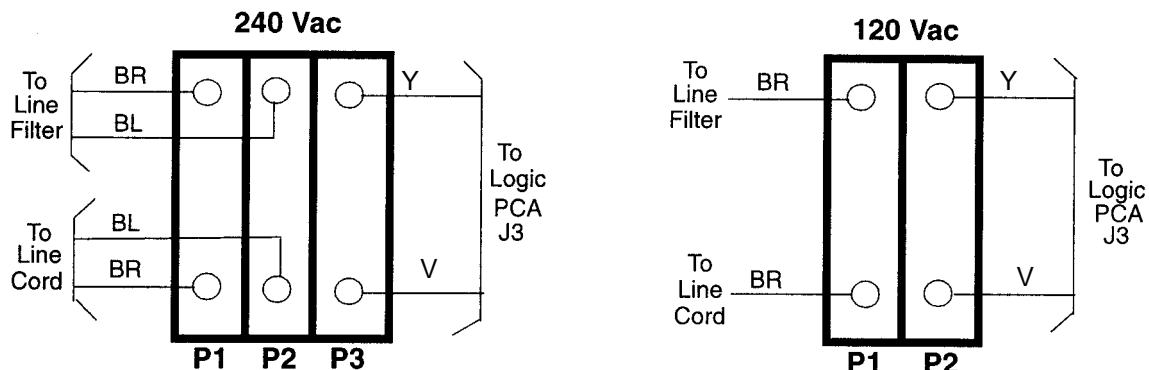 240 Vac
To
Line
Filter
BR
BL
Y
To
Logic
PCA
J3
To
Line
Cord
BL
BR
V
P1 P2 P3
120 Vac
To
Line
Filter
BR
Y
To
Logic
PCA
J3
To
Line
Cord
BR
V
P1 P2